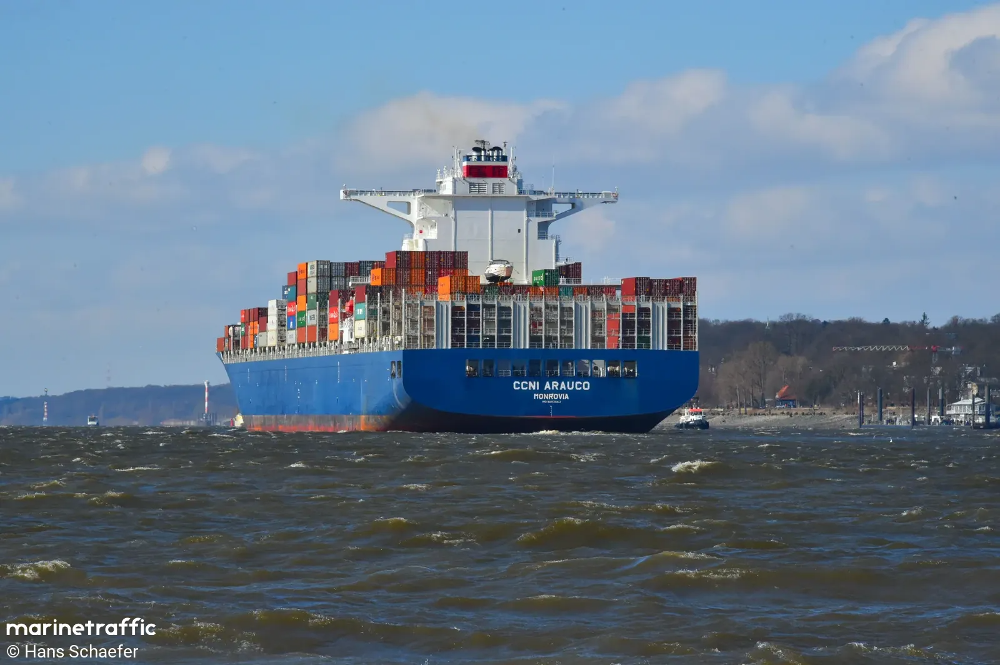 CCNI ARAUCO
MONROVIA
marinetraffic
© Hans Schaefer